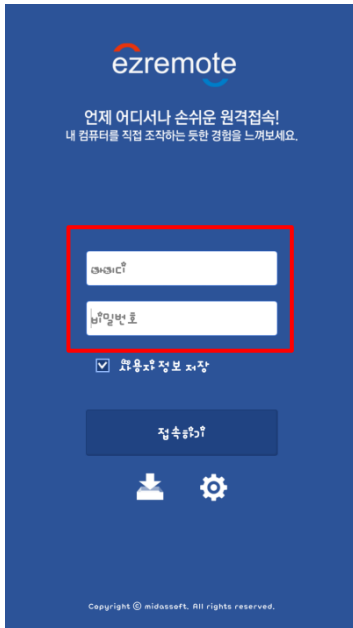 ezremote
언제 어디서나 손쉬운 원격접속!
내 컴퓨터를 직접 조작하는 듯한 경험을 느껴보세요.
아이디
비밀번호
사용자 정보 저장
접속하기
Copyright © midassoft. All rights reserved.